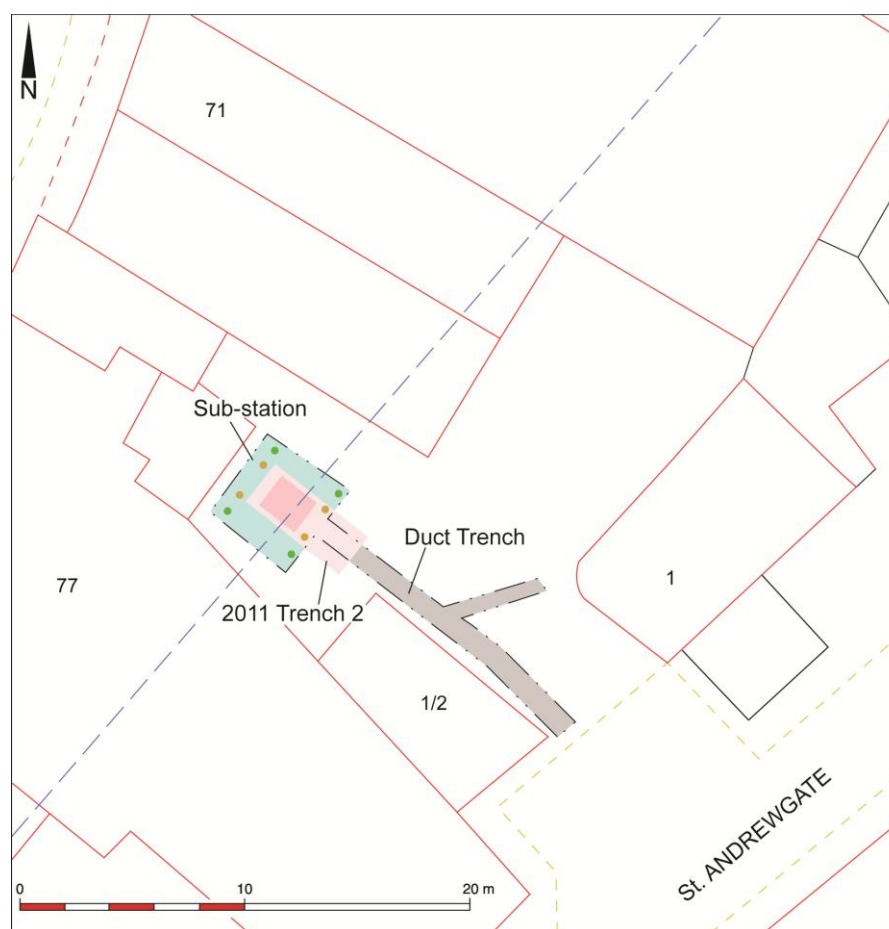 N
71
Sub-station
Duct Trench
77
2011 Trench 2
1
1/2
St. ANDREWGATE
0 10 20 m